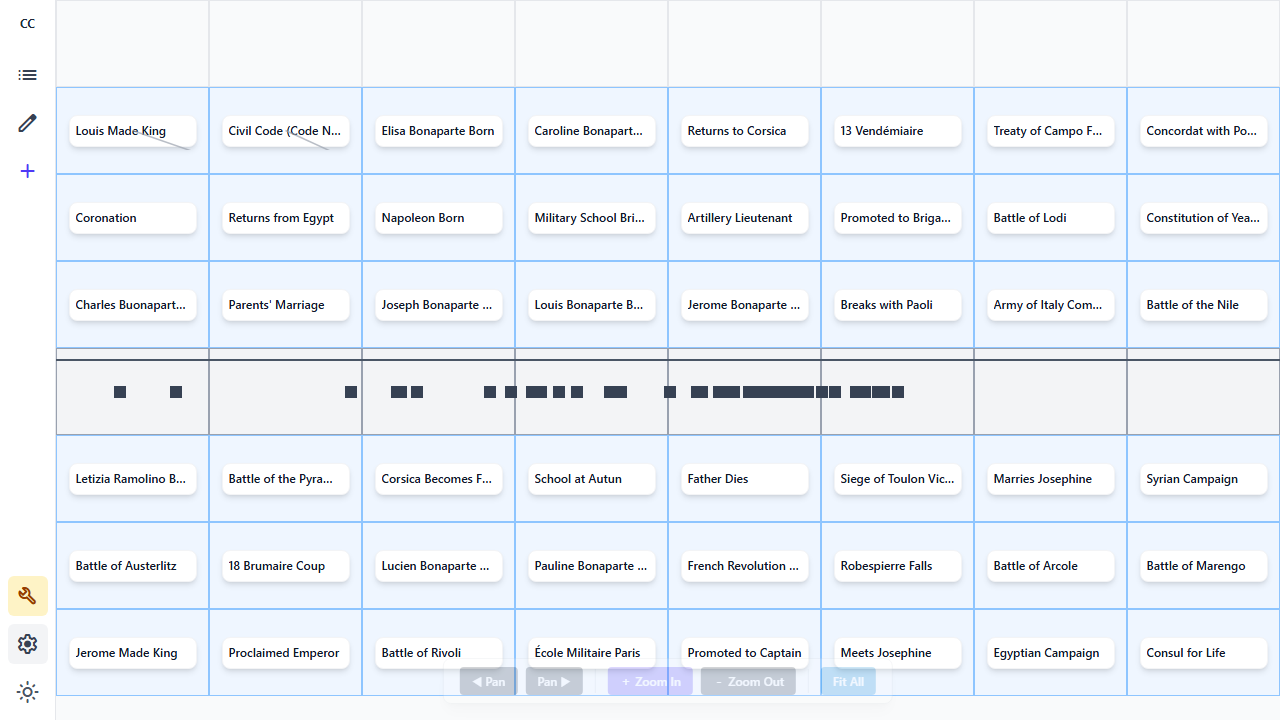 CC
Louis Made King
Civil Code (Code N...
Elisa Bonaparte Born
Caroline Bonapart...
Returns to Corsica
13 Vendémiaire
Treaty of Campo F...
Concordat with Po...
Coronation
Returns from Egypt
Napoleon Born
Military School Bri...
Artillery Lieutenant
Promoted to Briga...
Battle of Lodi
Constitution of Yea...
Charles Buonapart...
Parents' Marriage
Joseph Bonaparte ...
Louis Bonaparte B...
Jerome Bonaparte ...
Breaks with Paoli
Army of Italy Com...
Battle of the Nile
Letizia Ramolino B...
Battle of the Pyra...
Corsica Becomes F...
School at Autun
Father Dies
Siege of Toulon Vic...
Marries Josephine
Syrian Campaign
Battle of Austerlitz
18 Brumaire Coup
Lucien Bonaparte ...
Pauline Bonaparte ...
French Revolution ...
Robespierre Falls
Battle of Arcole
Battle of Marengo
Jerome Made King
Proclaimed Emperor
Battle of Rivoli
École Militaire Paris
Promoted to Captain
Meets Josephine
Egyptian Campaign
Consul for Life
◀ Pan
Pan ▶
+ Zoom In
- Zoom Out
Fit All